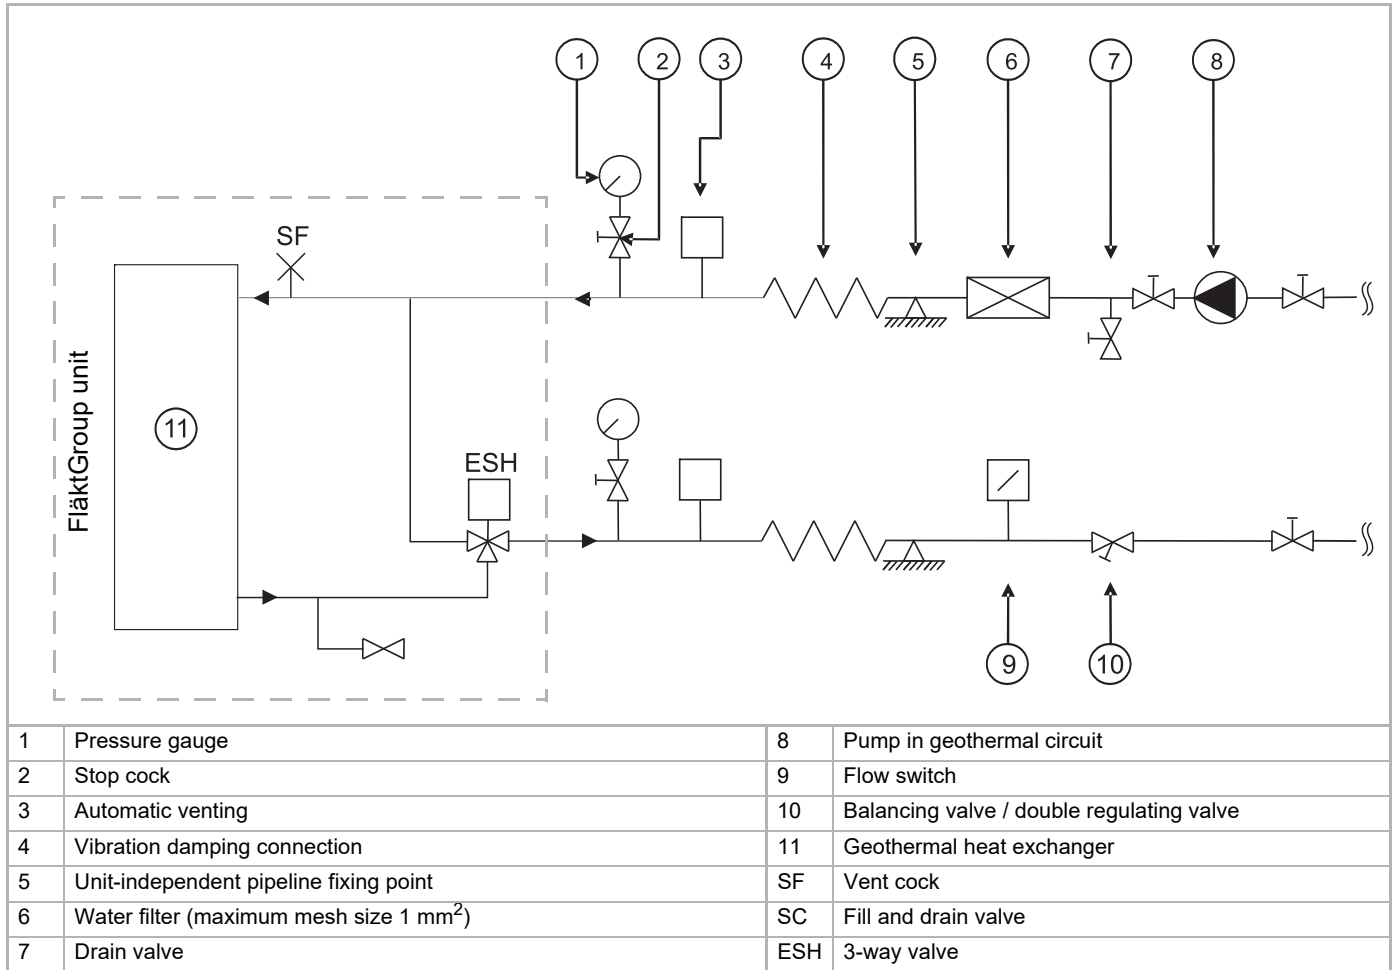 1 2 3 4 5 6 7 8
SF
FläktGroup unit
11
ESH
9 10
1 Pressure gauge 8 Pump in geothermal circuit
2 Stop cock 9 Flow switch
3 Automatic venting 10 Balancing valve / double regulating valve
4 Vibration damping connection 11 Geothermal heat exchanger
5 Unit-independent pipeline fixing point SF Vent cock
6 Water filter (maximum mesh size 1 mm²) SC Fill and drain valve
7 Drain valve ESH 3-way valve